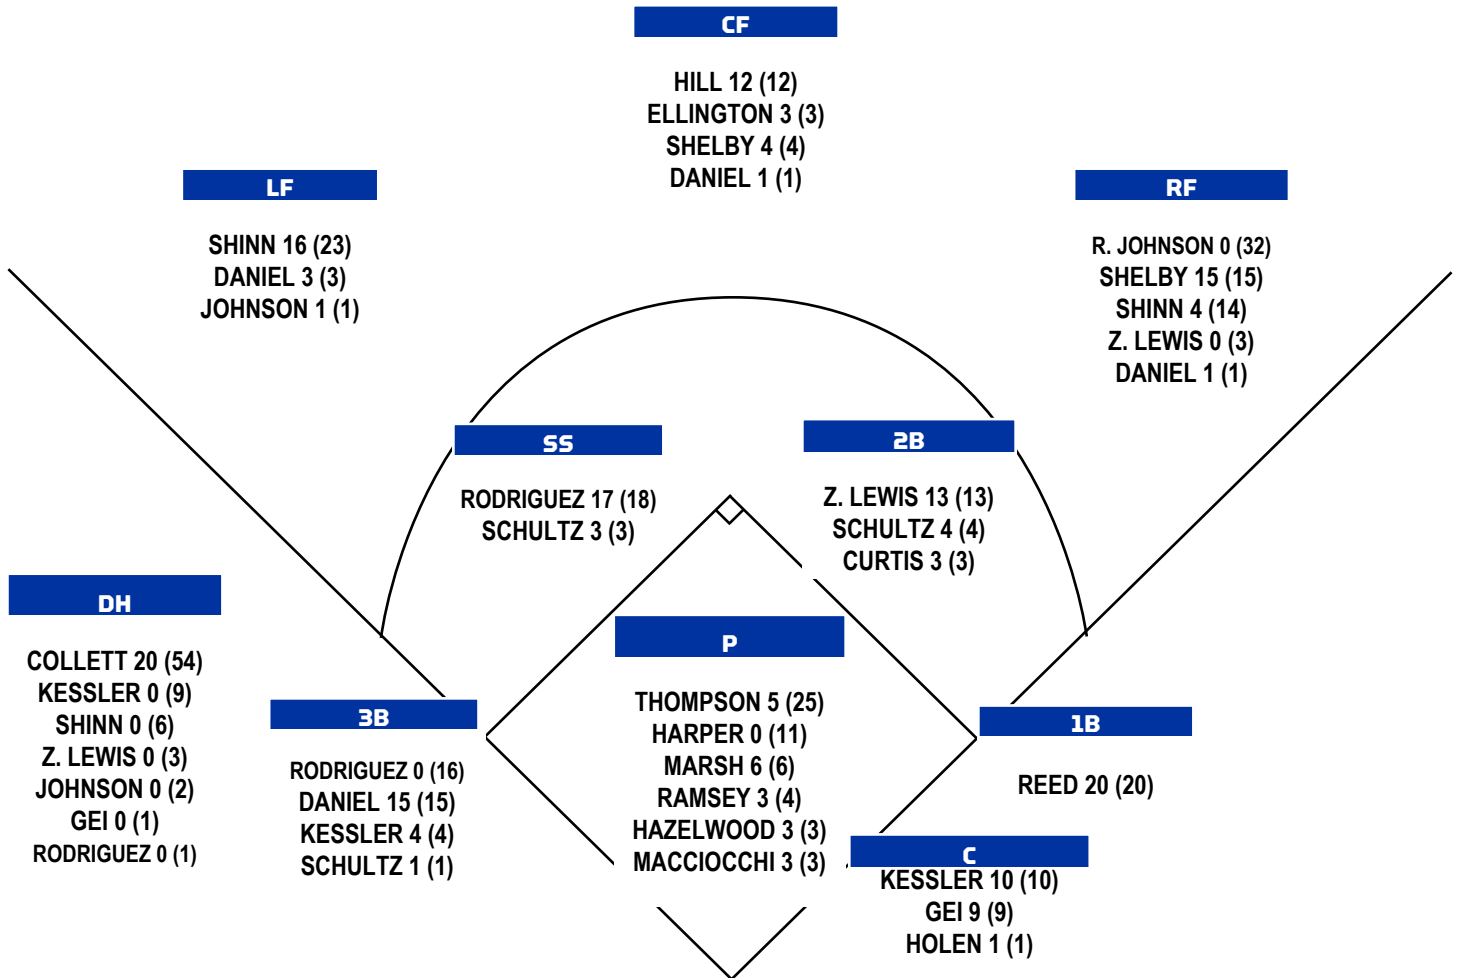 CF
HILL 12 (12)
ELLINGTON 3 (3)
SHELBY 4 (4)
DANIEL 1 (1)
LF
SHINN 16 (23)
DANIEL 3 (3)
JOHNSON 1 (1)
RF
R. JOHNSON 0 (32)
SHELBY 15 (15)
SHINN 4 (14)
Z. LEWIS 0 (3)
DANIEL 1 (1)
SS
RODRIGUEZ 17 (18)
SCHULTZ 3 (3)
2B
Z. LEWIS 13 (13)
SCHULTZ 4 (4)
CURTIS 3 (3)
DH
COLLETT 20 (54)
KESSLER 0 (9)
SHINN 0 (6)
Z. LEWIS 0 (3)
JOHNSON 0 (2)
GEI 0 (1)
RODRIGUEZ 0 (1)
3B
RODRIGUEZ 0 (16)
DANIEL 15 (15)
KESSLER 4 (4)
SCHULTZ 1 (1)
P
THOMPSON 5 (25)
HARPER 0 (11)
MARSH 6 (6)
RAMSEY 3 (4)
HAZELWOOD 3 (3)
MACCIOCCHI 3 (3)
1B
REED 20 (20)
C
KESSLER 10 (10)
GEI 9 (9)
HOLEN 1 (1)